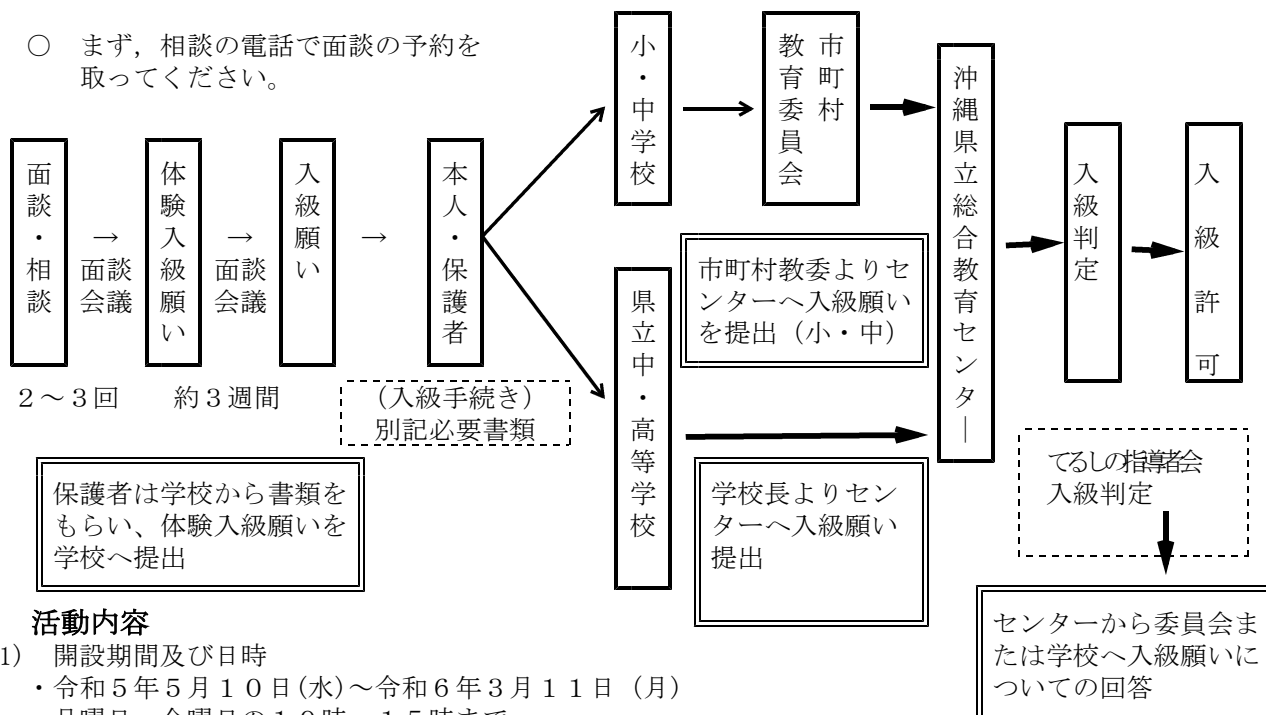 ○ まず，相談の電話で面談の予約を
取ってください。
面談・相談
→
面談
会議
体験入級願い
→
面談
会議
入級願い
→
本人・保護者
小・中学校
市町村
教育委員会
沖縄県立総合教育センター
入級判定
入級許可
県立中・高等学校
市町村教委よりセ
ンターへ入級願い
を提出（小・中）
２～３回
約３週間
（入級手続き）
別記必要書類
保護者は学校から書類を
もらい、体験入級願いを
学校へ提出
学校長よりセン
ターへ入級願い
提出
てるしの指導者会
入級判定
センターから委員会ま
たは学校へ入級願いに
ついての回答
活動内容
1) 開設期間及び日時
・令和５年５月１０日(水)～令和６年３月１１日（月）